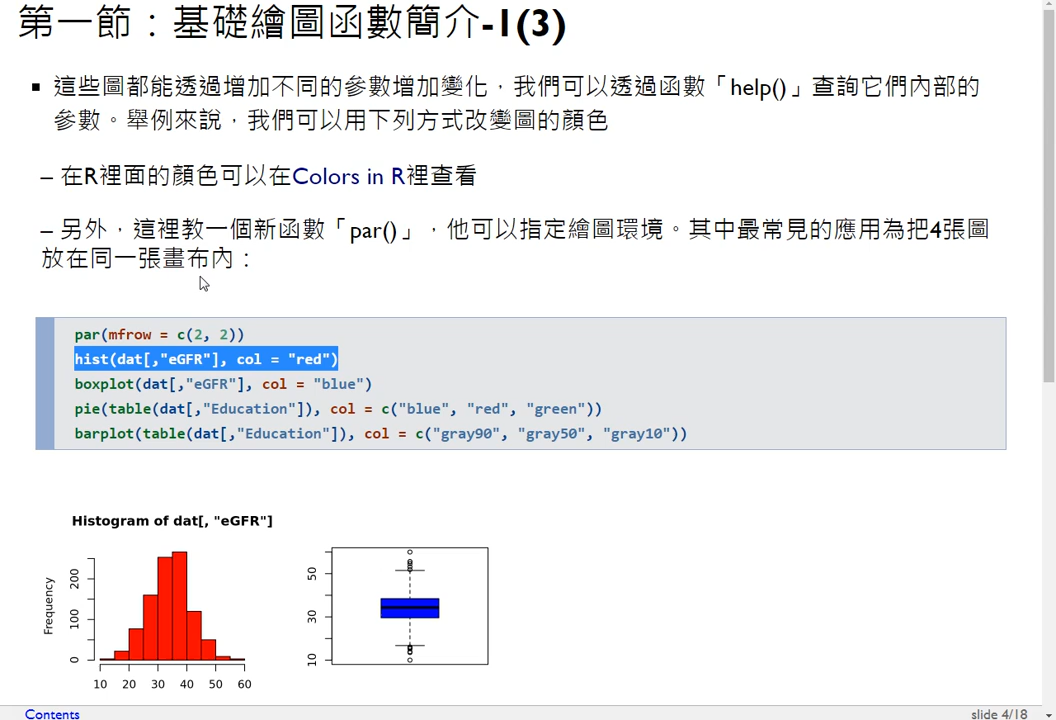 第一節：基礎繪圖函數簡介-1(3)
這些圖都能透過增加不同的參數增加變化，我們可以透過函數「help()」查詢它們內部的
參數。舉例來說，我們可以用下列方式改變圖的顏色
– 在R裡面的顏色可以在Colors in R裡查看
– 另外，這裡教一個新函數「par()」，他可以指定繪圖環境。其中最常見的應用為把4張圖
放在同一張畫布內：
par(mfrow = c(2, 2))
hist(dat[,"eGFR"], col = "red")
boxplot(dat[,"eGFR"], col = "blue")
pie(table(dat[,"Education"]), col = c("blue", "red", "green"))
barplot(table(dat[,"Education"]), col = c("gray90", "gray50", "gray10"))
Histogram of dat[, "eGFR"]
Frequency
200
100
0
10 20 30 40 50 60
50
30
10
Contents
slide 4/18